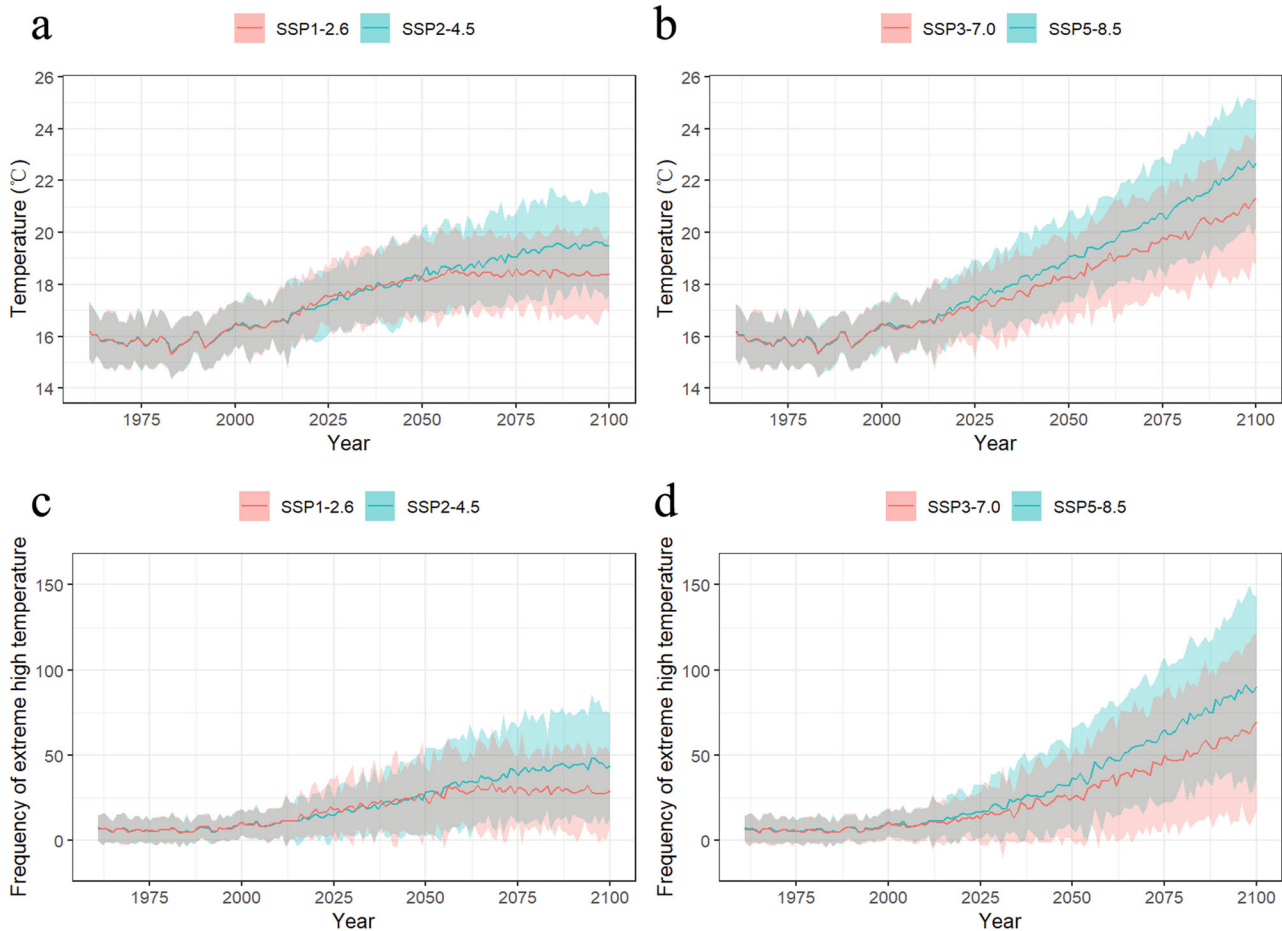 a
SSP1-2.6 SSP2-4.5
Temperature (℃)
26
24
22
20
18
16
14
1975 2000 2025 2050 2075 2100
Year
b
SSP3-7.0 SSP5-8.5
Temperature (℃)
26
24
22
20
18
16
14
1975 2000 2025 2050 2075 2100
Year
c
SSP1-2.6 SSP2-4.5
Frequency of extreme high temperature
150
100
50
0
1975 2000 2025 2050 2075 2100
Year
d
SSP3-7.0 SSP5-8.5
Frequency of extreme high temperature
150
100
50
0
1975 2000 2025 2050 2075 2100
Year